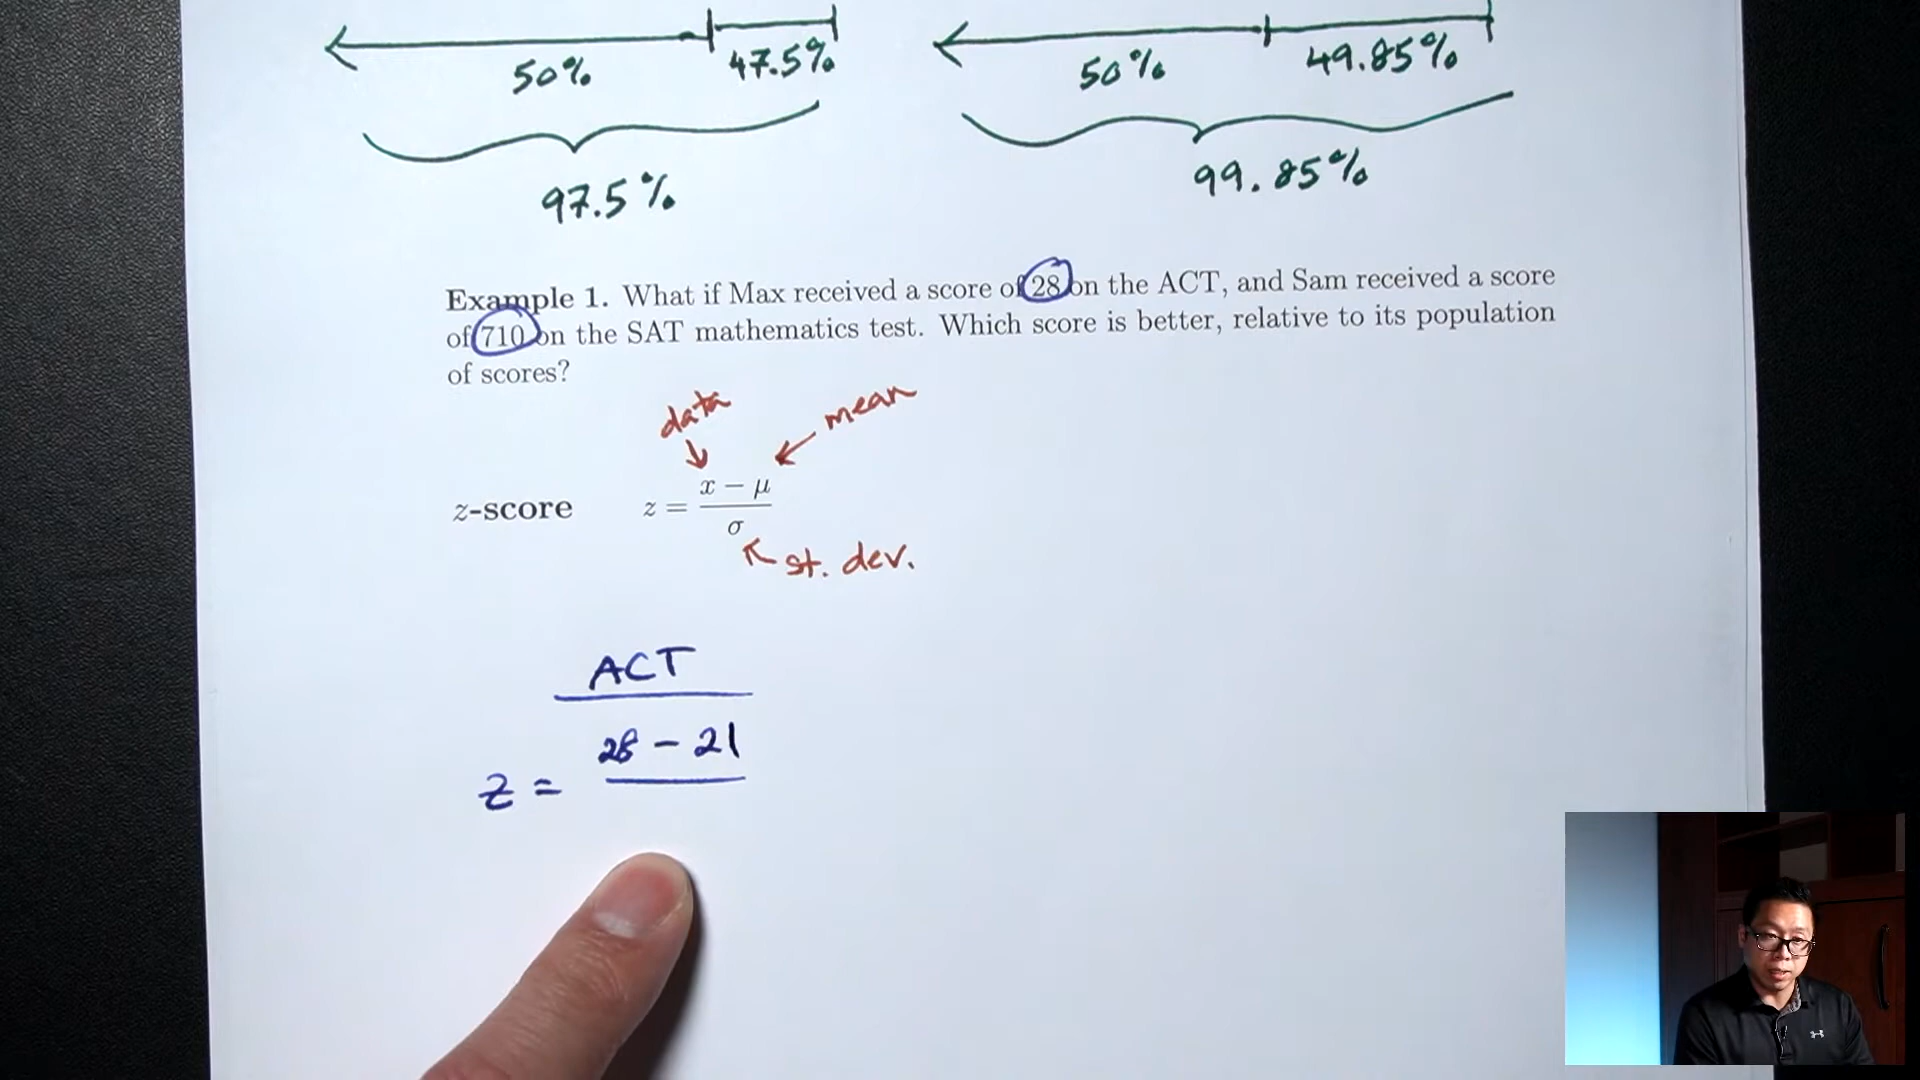 50% 47.5% 50% 49.85%
97.5% 99.85%
Example 1. What if Max received a score of 28 on the ACT, and Sam received a score
of 710 on the SAT mathematics test. Which score is better, relative to its population
of scores?
data mean
z-score z = x − μ
σ
st. dev.
ACT
z = 28 − 21